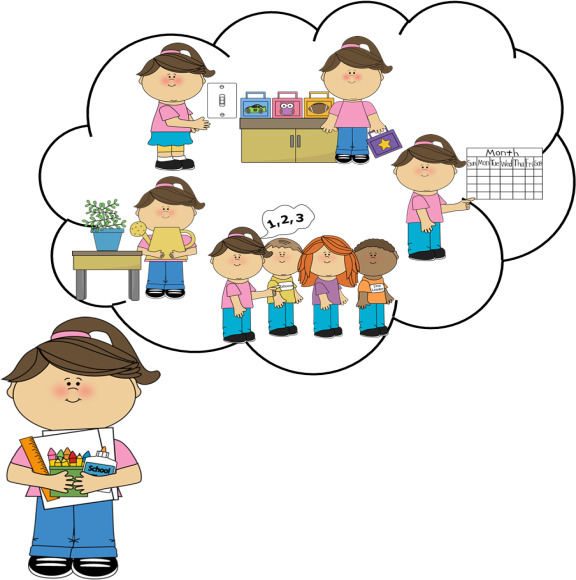 Month
Sun Mon Tue Wed Thu Fri Sat
1, 2, 3
School